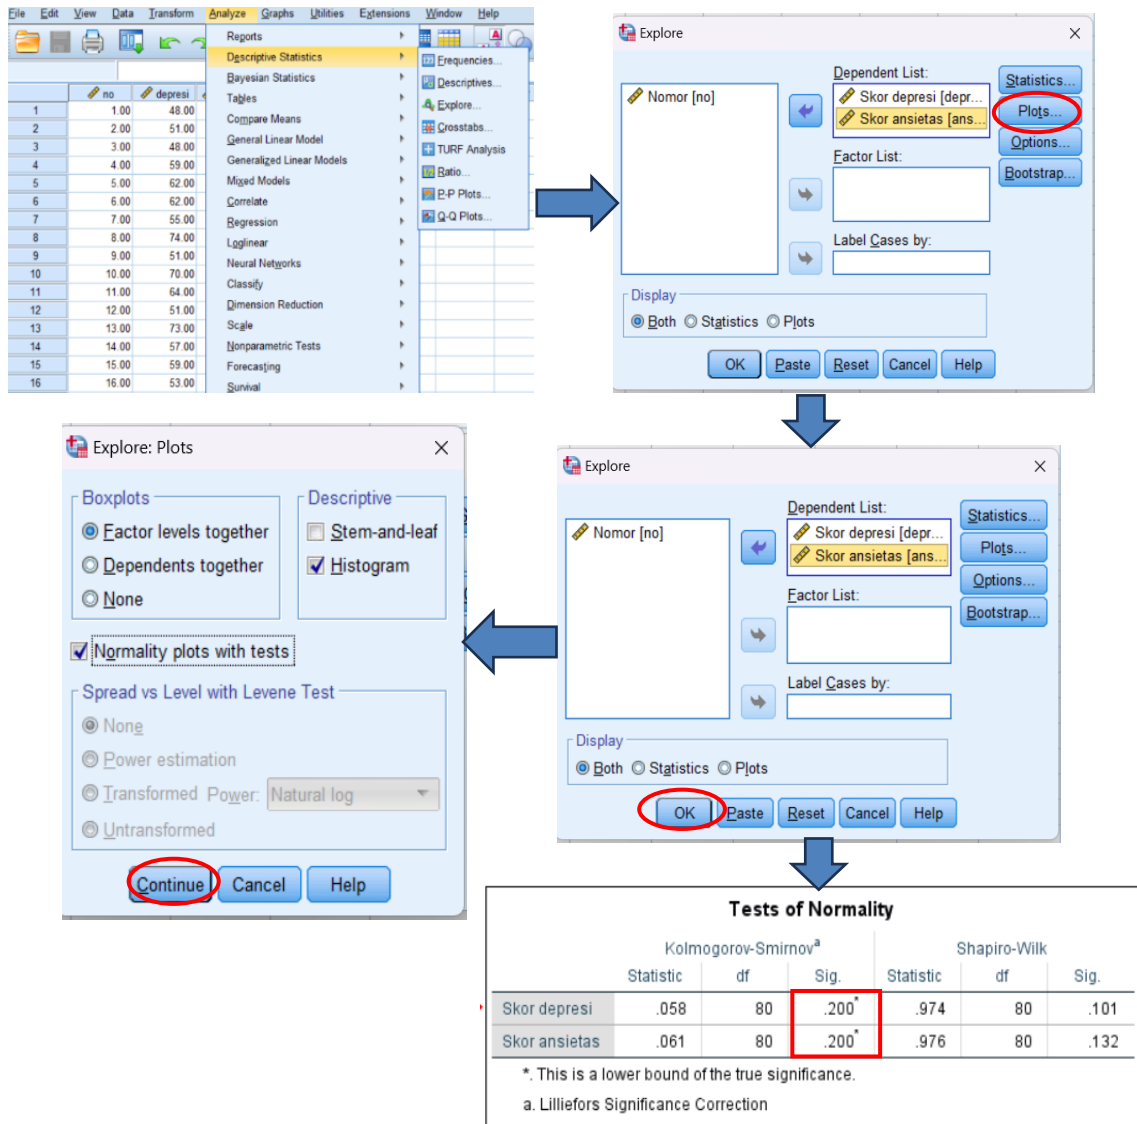 File Edit View Data Transform Analyze Graphs Utilities Extensions Window Help
no depresi
1 1.00 48.00
2 2.00 51.00
3 3.00 48.00
4 4.00 59.00
5 5.00 62.00
6 6.00 62.00
7 7.00 55.00
8 8.00 74.00
9 9.00 51.00
10 10.00 70.00
11 11.00 64.00
12 12.00 51.00
13 13.00 73.00
14 14.00 57.00
15 15.00 59.00
16 16.00 53.00
Reports
Descriptive Statistics
Bayesian Statistics
Tables
Compare Means
General Linear Model
Generalized Linear Models
Mixed Models
Correlate
Regression
Loglinear
Neural Networks
Classify
Dimension Reduction
Scale
Nonparametric Tests
Forecasting
Survival
Frequencies...
Descriptives...
Explore...
Crosstabs...
TURF Analysis
Ratio...
P-P Plots...
Q-Q Plots...
Explore
Nomor [no]
Dependent List:
Skor depresi [depr...
Skor ansietas [ans...
Factor List:
Label Cases by:
Statistics...
Plots...
Options...
Bootstrap...
Display
Both Statistics Plots
OK Paste Reset Cancel Help
Explore
Nomor [no]
Dependent List:
Skor depresi [depr...
Skor ansietas [ans...
Factor List:
Label Cases by:
Statistics...
Plots...
Options...
Bootstrap...
Display
Both Statistics Plots
OK Paste Reset Cancel Help
Explore: Plots
Boxplots
Factor levels together
Dependents together
None
Descriptive
Stem-and-leaf
Histogram
Normality plots with tests
Spread vs Level with Levene Test
None
Power estimation
Transformed Power: Natural log
Untransformed
Continue Cancel Help
Tests of Normality
Kolmogorov-Smirnovᵃ Shapiro-Wilk
Statistic df Sig. Statistic df Sig.
Skor depresi .058 80 .200* .974 80 .101
Skor ansietas .061 80 .200* .976 80 .132
*. This is a lower bound of the true significance.
a. Lilliefors Significance Correction